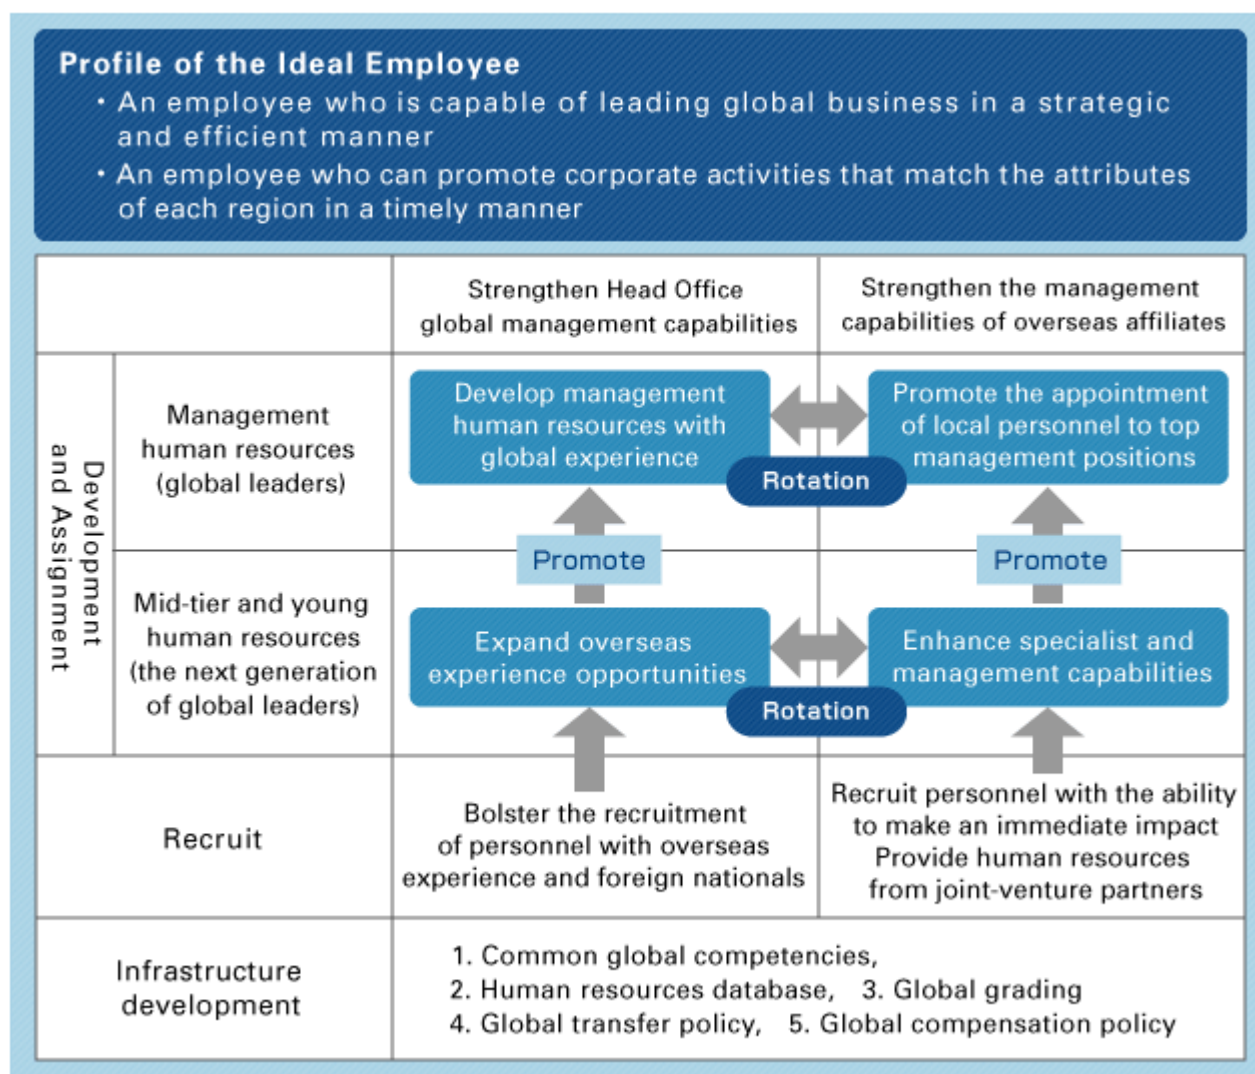 Profile of the Ideal Employee
・An employee who is capable of leading global business in a strategic
and efficient manner
・An employee who can promote corporate activities that match the attributes
of each region in a timely manner
Strengthen Head Office
global management capabilities
Strengthen the management
capabilities of overseas affiliates
Development
and Assignment
Management
human resources
(global leaders)
Develop management
human resources with
global experience
Rotation
Promote the appointment
of local personnel to top
management positions
Promote
Promote
Mid-tier and young
human resources
(the next generation
of global leaders)
Expand overseas
experience opportunities
Rotation
Enhance specialist and
management capabilities
Recruit
Bolster the recruitment
of personnel with overseas
experience and foreign nationals
Recruit personnel with the ability
to make an immediate impact
Provide human resources
from joint-venture partners
Infrastructure
development
1. Common global competencies,
2. Human resources database, 3. Global grading
4. Global transfer policy, 5. Global compensation policy